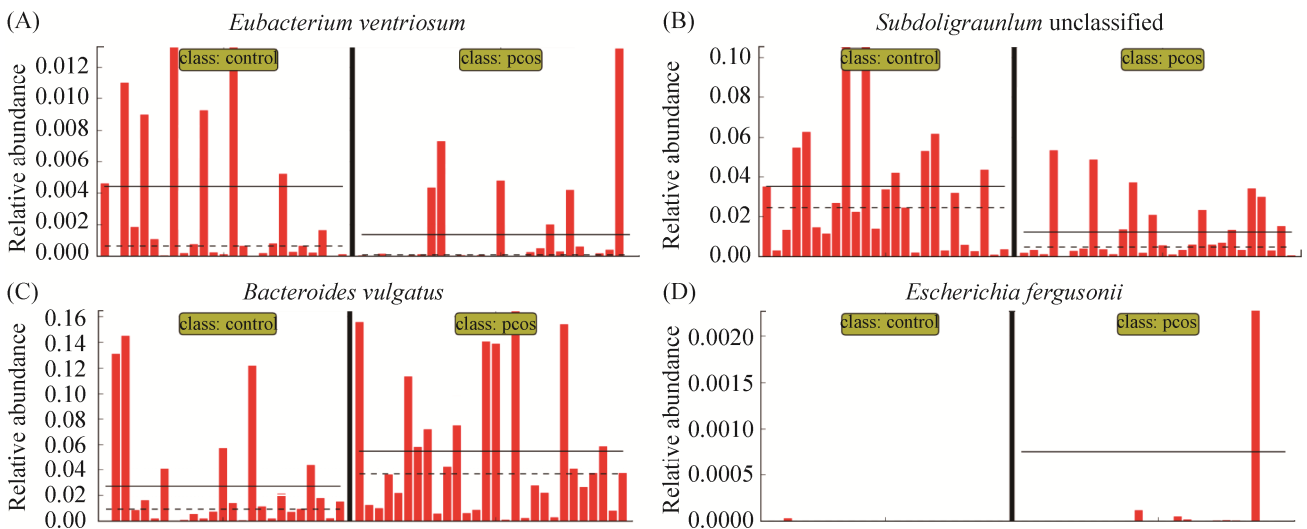 (A)
Eubacterium ventriosum
class: control
class: pcos
Relative abundance
0.012
0.010
0.008
0.006
0.004
0.002
0.000
(B)
Subdoligraunlum unclassified
class: control
class: pcos
Relative abundance
0.10
0.08
0.06
0.04
0.02
0.00
(C)
Bacteroides vulgatus
class: control
class: pcos
Relative abundance
0.16
0.14
0.12
0.10
0.08
0.06
0.04
0.02
0.00
(D)
Escherichia fergusonii
class: control
class: pcos
Relative abundance
0.0020
0.0015
0.0010
0.0005
0.0000